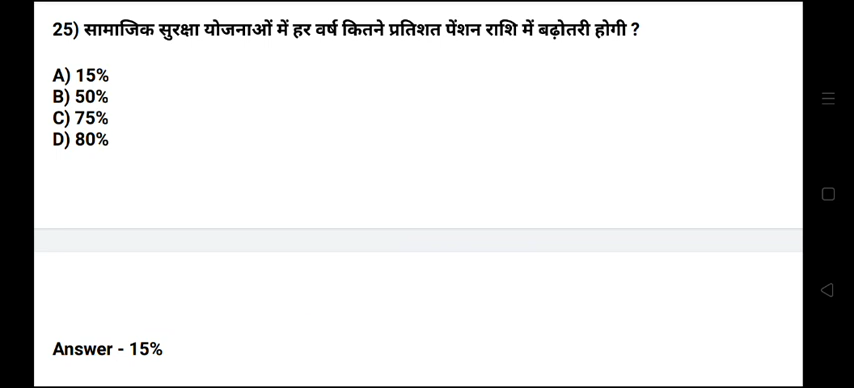 25) सामाजिक सुरक्षा योजनाओं में हर वर्ष कितने प्रतिशत पेंशन राशि में बढ़ोतरी होगी ?
A) 15%
B) 50%
C) 75%
D) 80%
Answer - 15%